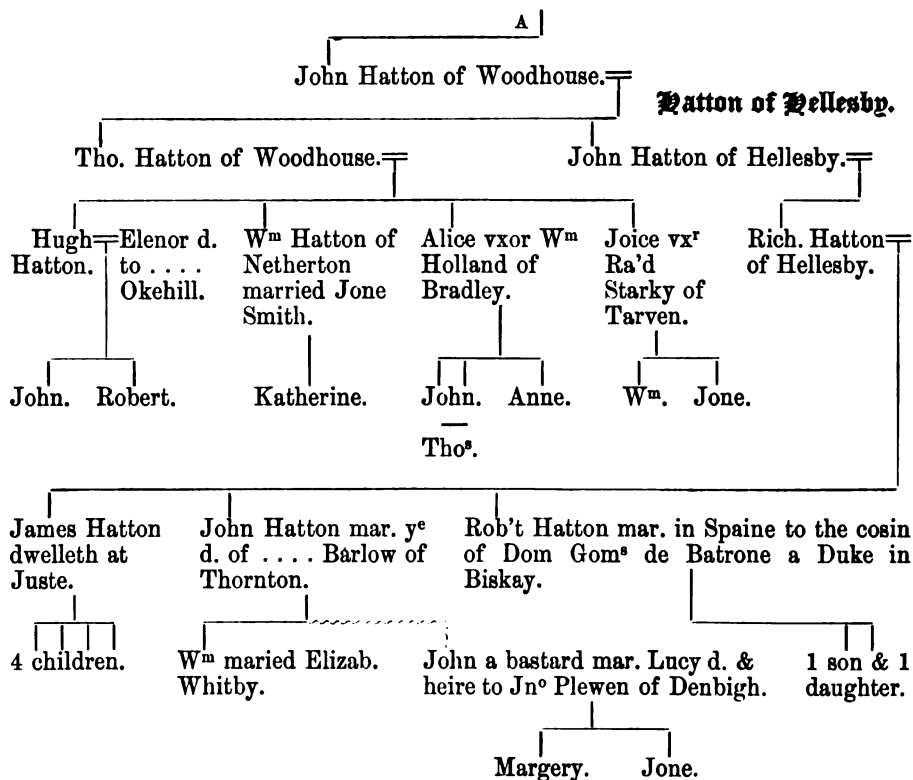 A
John Hatton of Woodhouse.
Hatton of Hellesby.
Tho. Hatton of Woodhouse.
John Hatton of Hellesby.
Hugh
Hatton.
Elenor d.
to ....
Okehill.
Wᵐ Hatton of
Netherton
married Jone
Smith.
Alice vxor Wᵐ
Holland of
Bradley.
Joice vxʳ
Ra'd
Starky of
Tarven.
Rich. Hatton
of Hellesby.
John. Robert.
Katherine.
John. Anne.
Thoˢ.
Wᵐ. Jone.
James Hatton
dwelleth at
Juste.
John Hatton mar. yᵉ
d. of .... Barlow of
Thornton.
Rob't Hatton mar. in Spaine to the cosin
of Dom Gomˢ de Batrone a Duke in
Biskay.
4 children.
Wᵐ maried Elizab.
Whitby.
John a bastard mar. Lucy d. &
heire to Jnᵒ Plewen of Denbigh.
1 son & 1
daughter.
Margery. Jone.